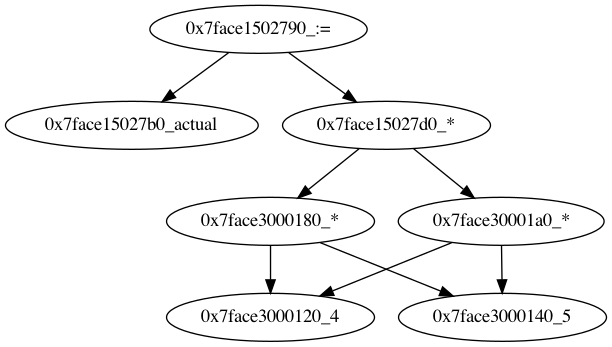 0x7face1502790_:=
0x7face15027b0_actual
0x7face15027d0_*
0x7face3000180_*
0x7face30001a0_*
0x7face3000120_4
0x7face3000140_5